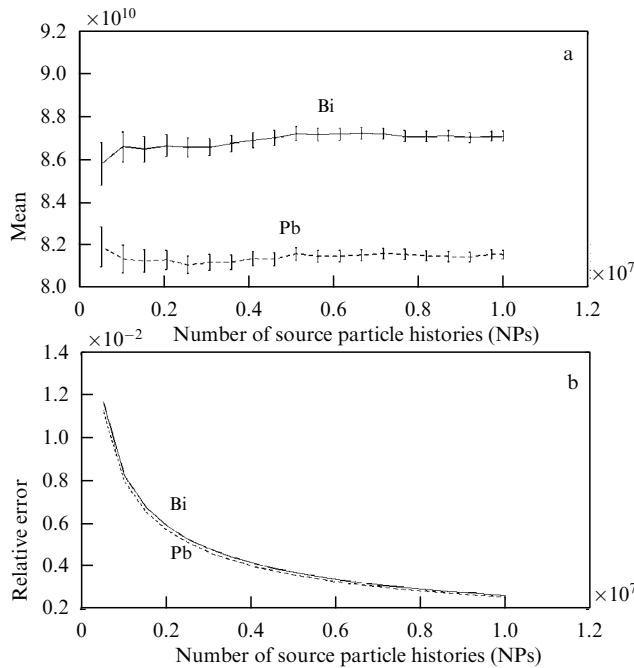 ×10¹⁰
9.2
9.0
8.8
8.6
8.4
8.2
8.0
Mean
a
Bi
Pb
0 0.2 0.4 0.6 0.8 1.0 1.2
×10⁷
Number of source particle histories (NPs)
×10⁻²
1.4
1.2
1.0
0.8
0.6
0.4
0.2
Relative error
b
Bi
Pb
0 0.2 0.4 0.6 0.8 1.0 1.2
×10⁷
Number of source particle histories (NPs)